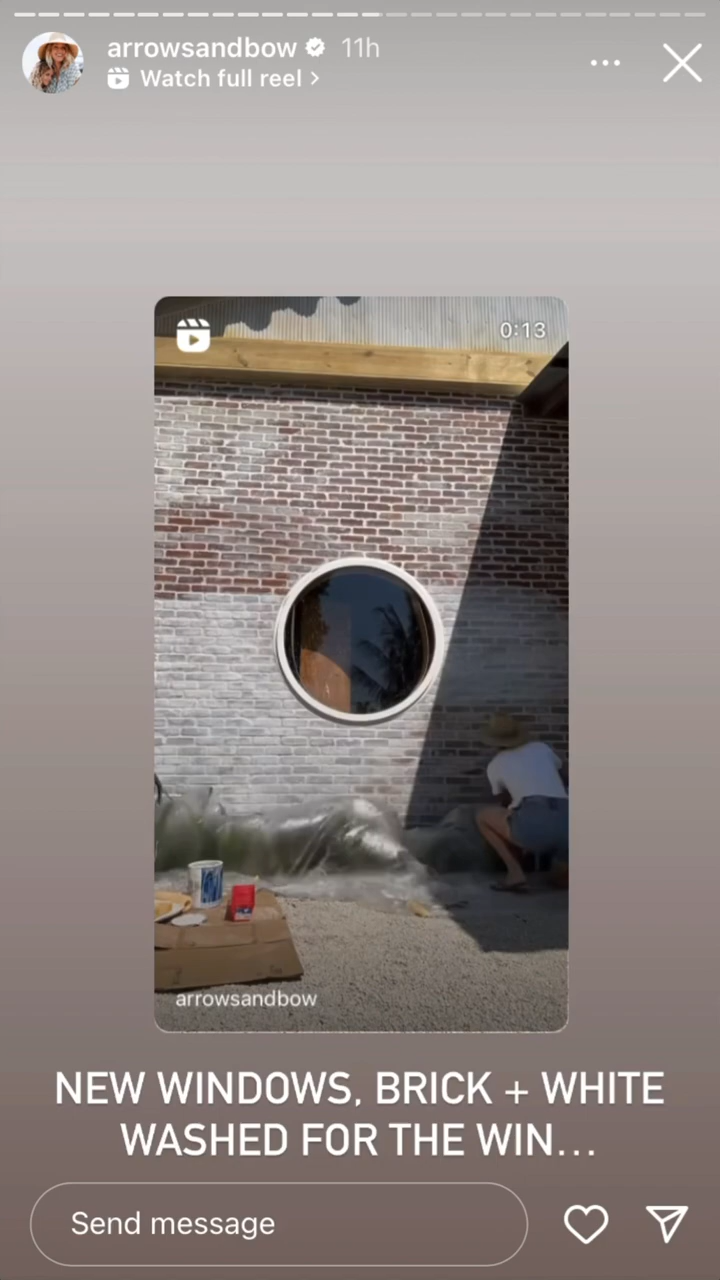 arrowsandbow 11h
Watch full reel >
0:13
arrowsandbow
NEW WINDOWS, BRICK + WHITE
WASHED FOR THE WIN...
Send message